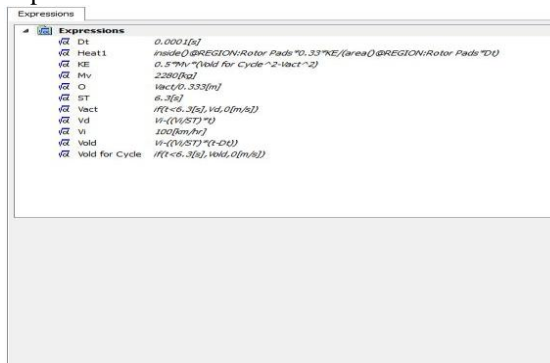 Expressions
Expressions
Dt 0.0001[s]
Heat1 inside()@REGION:Rotor Pads*0.33*KE/(area()@REGION:Rotor Pads*Dt)
KE 0.5*Mv*(Vold for Cycle^2-Vact^2)
Mv 2280[kg]
O Vact/0.333[m]
ST 6.3[s]
Vact if(t<6.3[s],Vd,0[m/s])
Vd Vi-((Vi/ST)*t)
Vi 100[km/hr]
Vold Vi-((Vi/ST)*(t-Dt))
Vold for Cycle if(t<6.3[s],Vold,0[m/s])